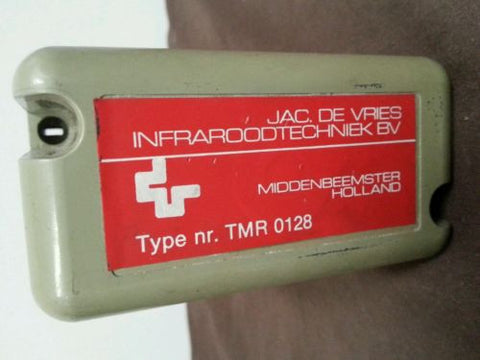 JAC. DE VRIES
INFRAROODTECHNIEK BV
MIDDENBEEMSTER
HOLLAND
Type nr. TMR 0128